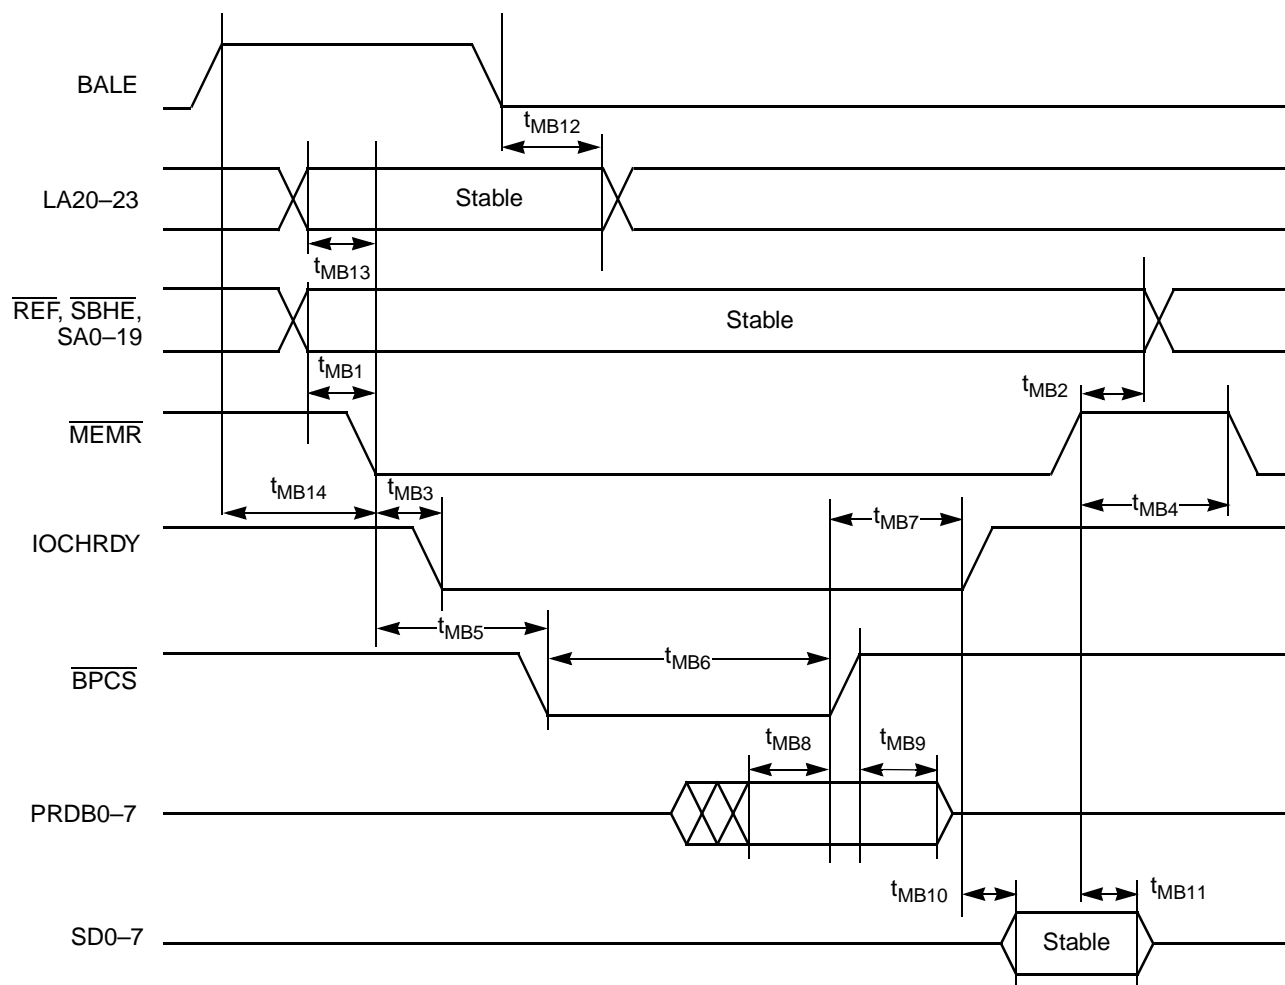 BALE
tMB12
LA20–23
Stable
tMB13
REF, SBHE,
SA0–19
Stable
tMB1
tMB2
MEMR
tMB14
tMB3
tMB7
tMB4
IOCHRDY
tMB5
tMB6
BPCS
tMB8
tMB9
PRDB0–7
tMB10
tMB11
SD0–7
Stable